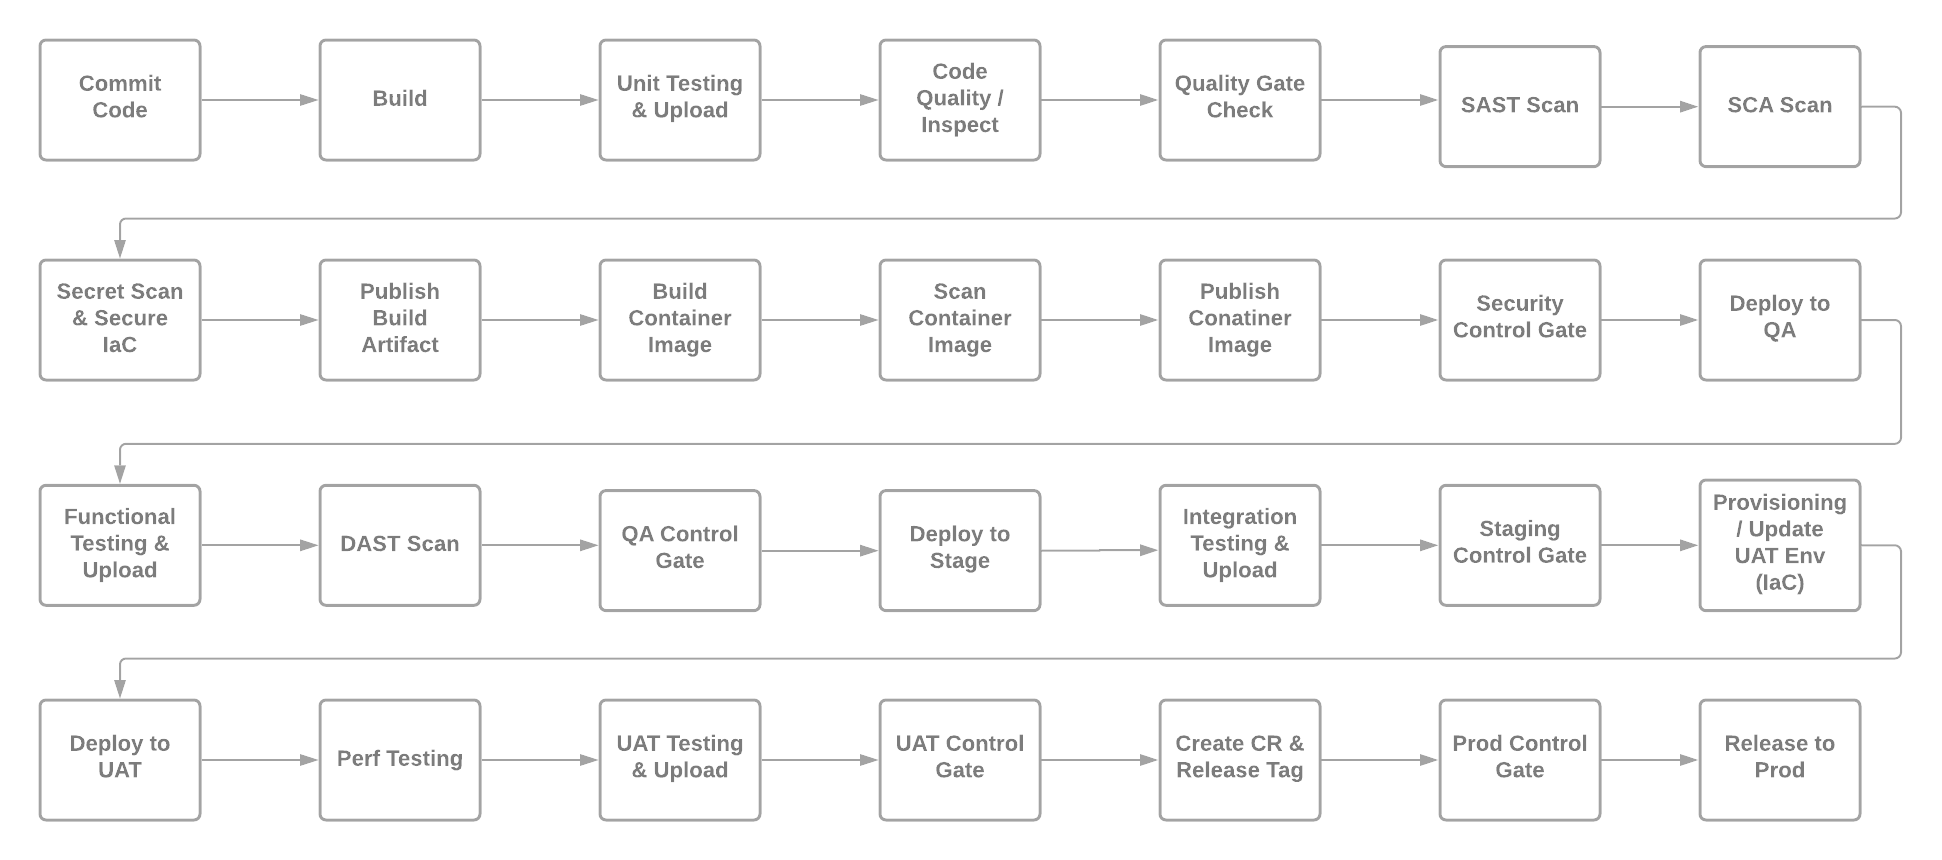 Commit
Code
Build
Unit Testing
& Upload
Code
Quality /
Inspect
Quality Gate
Check
SAST Scan
SCA Scan
Secret Scan
& Secure
IaC
Publish
Build
Artifact
Build
Container
Image
Scan
Container
Image
Publish
Conatiner
Image
Security
Control Gate
Deploy to
QA
Functional
Testing &
Upload
DAST Scan
QA Control
Gate
Deploy to
Stage
Integration
Testing &
Upload
Staging
Control Gate
Provisioning
/ Update
UAT Env
(IaC)
Deploy to
UAT
Perf Testing
UAT Testing
& Upload
UAT Control
Gate
Create CR &
Release Tag
Prod Control
Gate
Release to
Prod